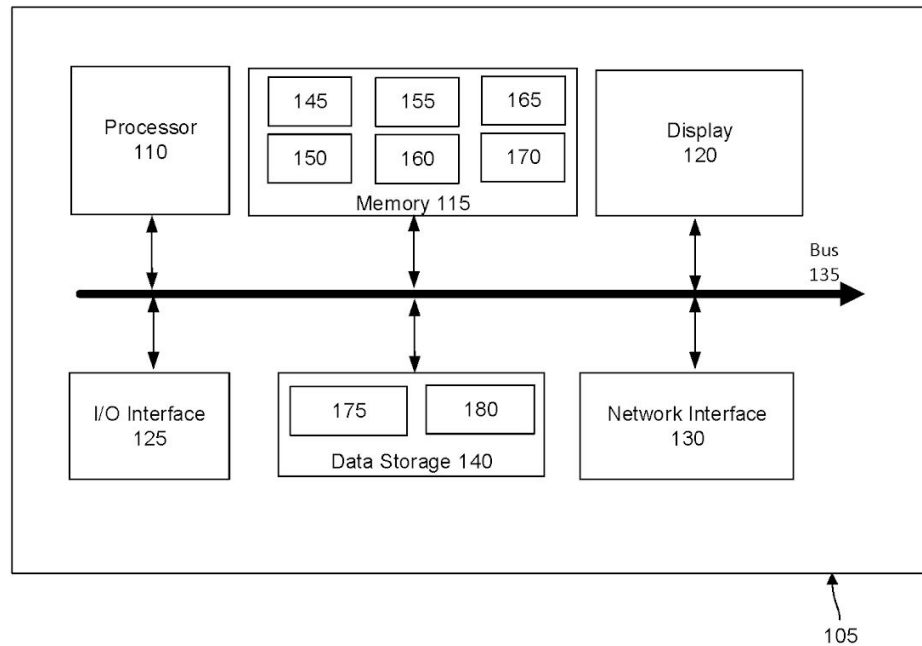 Processor
110
145
155
165
150
160
170
Memory 115
Display
120
Bus
135
I/O Interface
125
175
180
Data Storage 140
Network Interface
130
105